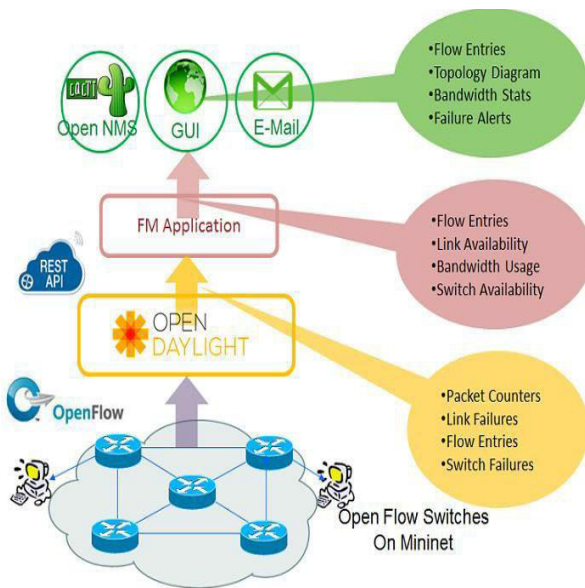 CACTI
Open NMS
GUI
E-Mail
•Flow Entries
•Topology Diagram
•Bandwidth Stats
•Failure Alerts
FM Application
•Flow Entries
•Link Availability
•Bandwidth Usage
•Switch Availability
REST
API
OPEN
DAYLIGHT
•Packet Counters
•Link Failures
•Flow Entries
•Switch Failures
OpenFlow
Open Flow Switches
On Mininet